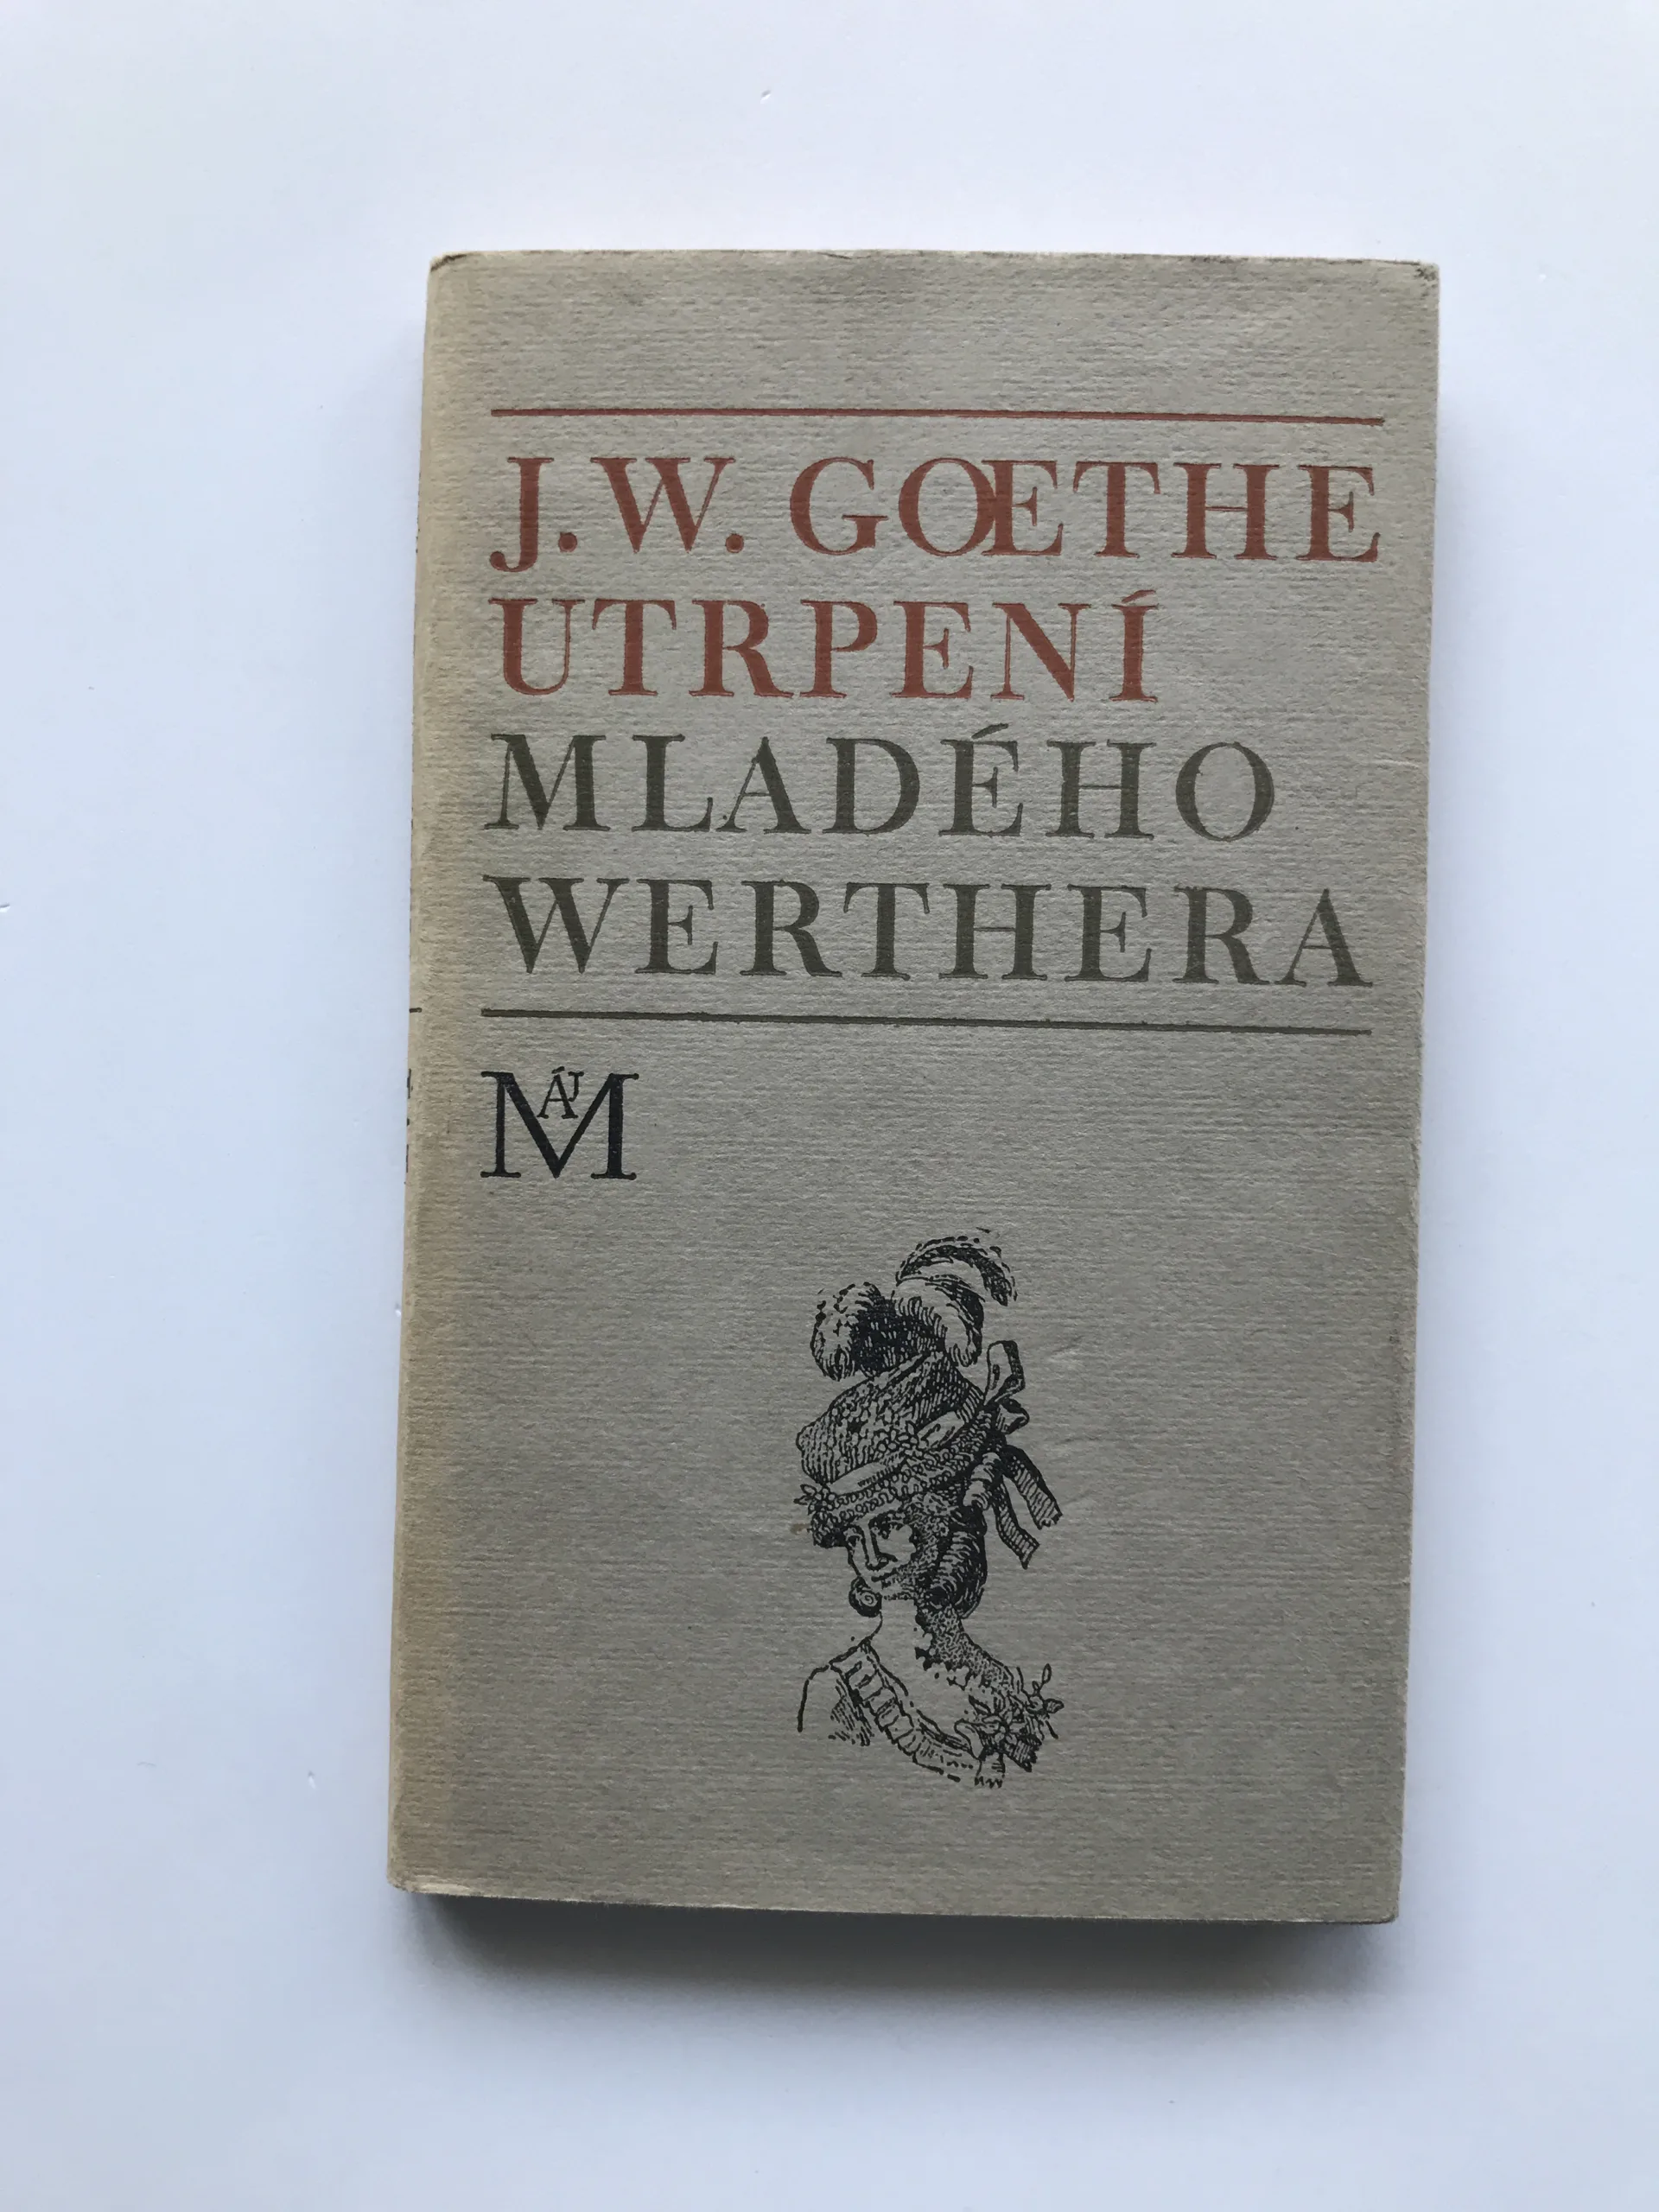 J. W. GOETHE
UTRPENÍ
MLADÉHO
WERTHERA
MÁJ